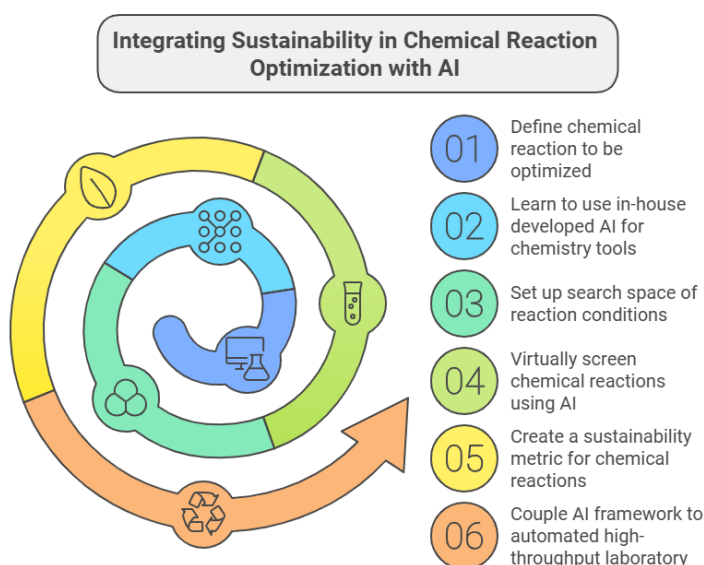 Integrating Sustainability in Chemical Reaction
Optimization with AI
01
Define chemical
reaction to be
optimized
02
Learn to use in-house
developed AI for
chemistry tools
03
Set up search space of
reaction conditions
04
Virtually screen
chemical reactions
using AI
05
Create a sustainability
metric for chemical
reactions
06
Couple AI framework to
automated high-
throughput laboratory